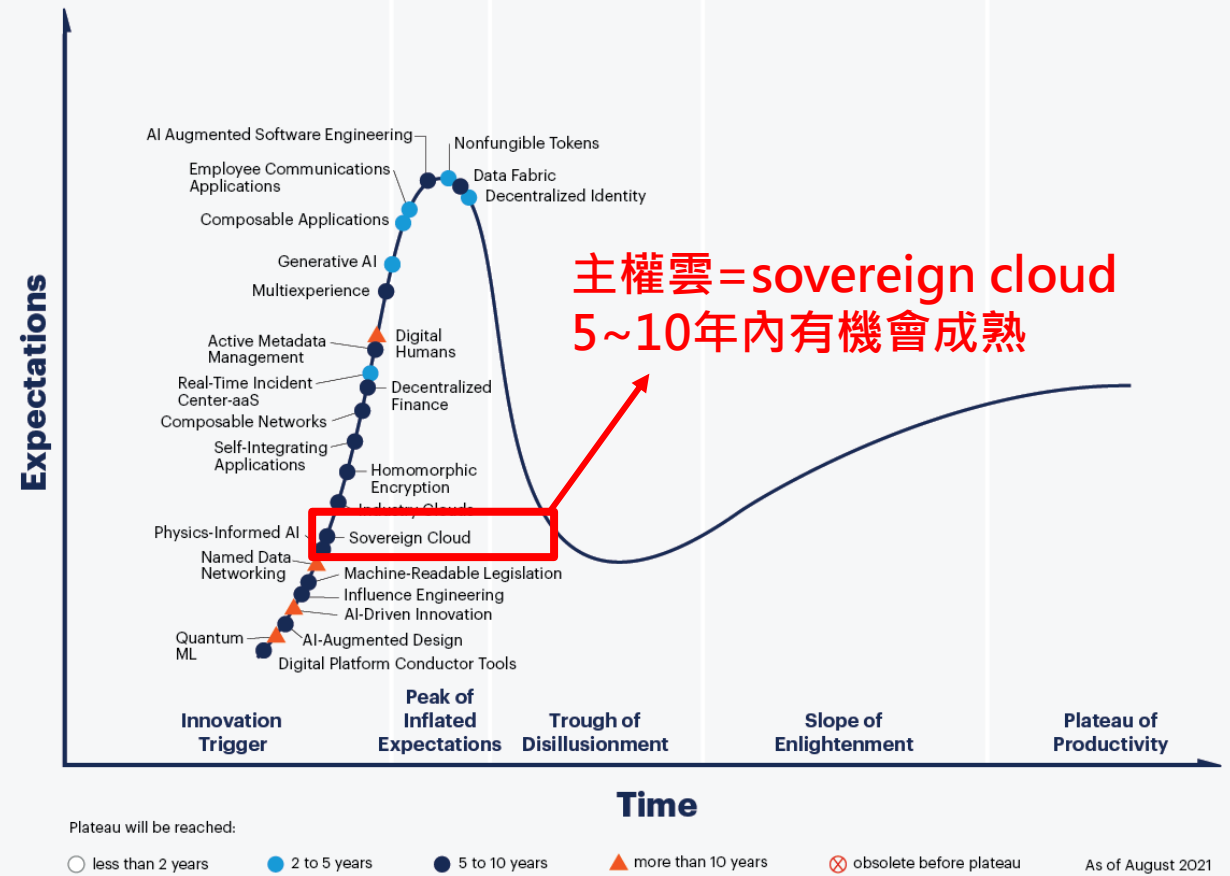 AI Augmented Software Engineering
Nonfungible Tokens
Employee Communications
Applications
Data Fabric
Decentralized Identity
Composable Applications
Generative AI
主權雲=sovereign cloud
5~10年內有機會成熟
Multiexperience
Active Metadata
Management
Digital
Humans
Real-Time Incident
Center-aaS
Decentralized
Finance
Composable Networks
Self-Integrating
Applications
Homomorphic
Encryption
Industry Clouds
Physics-Informed AI
Sovereign Cloud
Named Data
Networking
Machine-Readable Legislation
Influence Engineering
AI-Driven Innovation
Quantum
ML
AI-Augmented Design
Digital Platform Conductor Tools
Expectations
Innovation
Trigger
Peak of
Inflated
Expectations
Trough of
Disillusionment
Slope of
Enlightenment
Plateau of
Productivity
Time
Plateau will be reached:
less than 2 years
2 to 5 years
5 to 10 years
more than 10 years
obsolete before plateau
As of August 2021